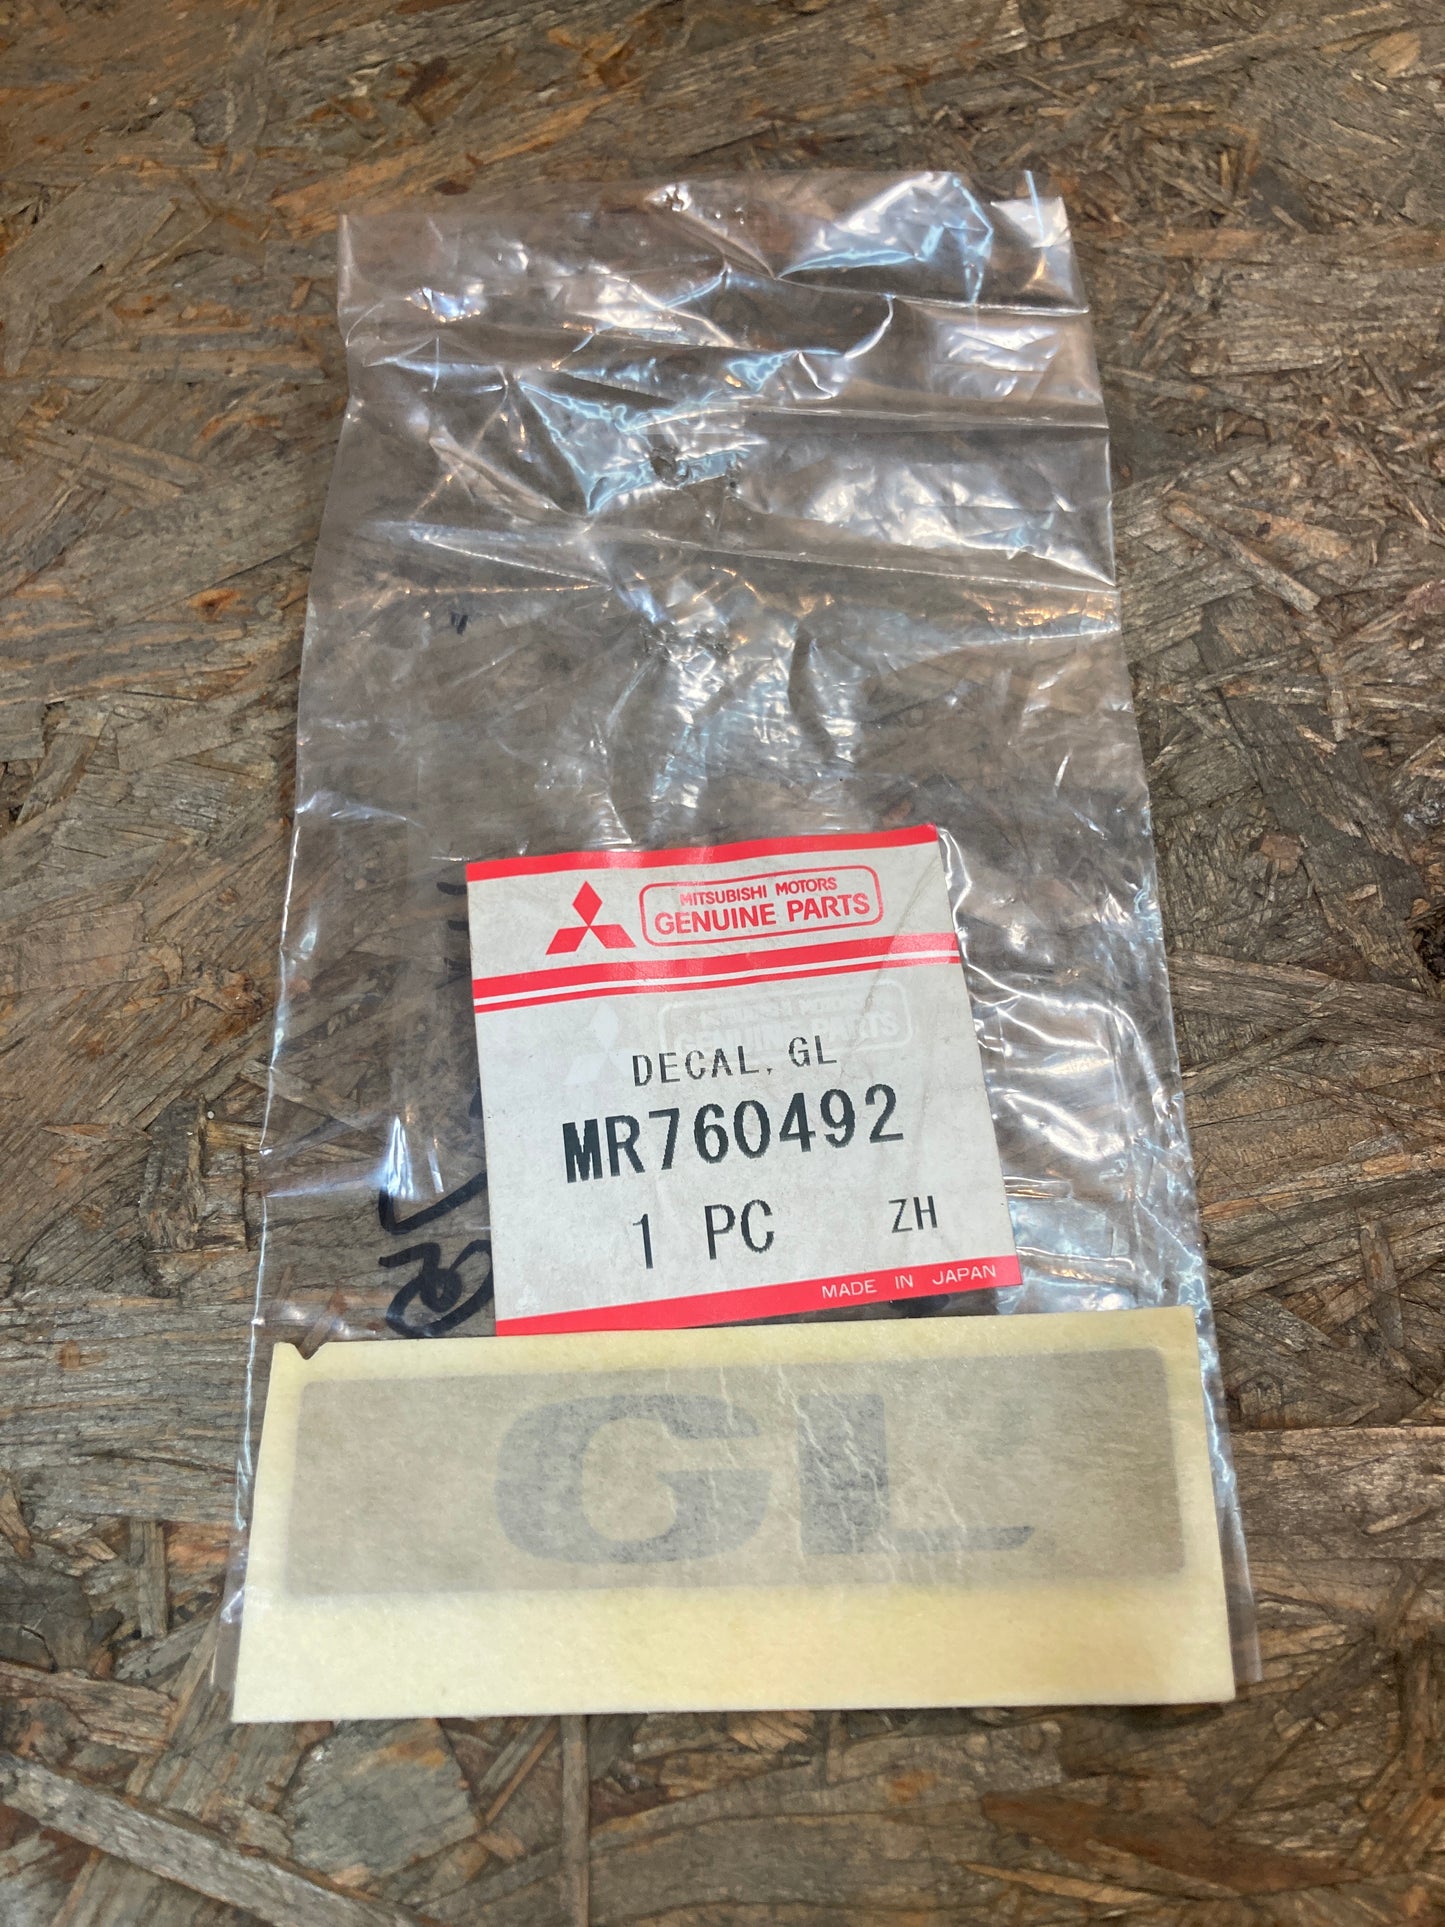 MITSUBISHI MOTORS
GENUINE PARTS
DECAL, GL
MR760492
1 PC ZH
MADE IN JAPAN
GL